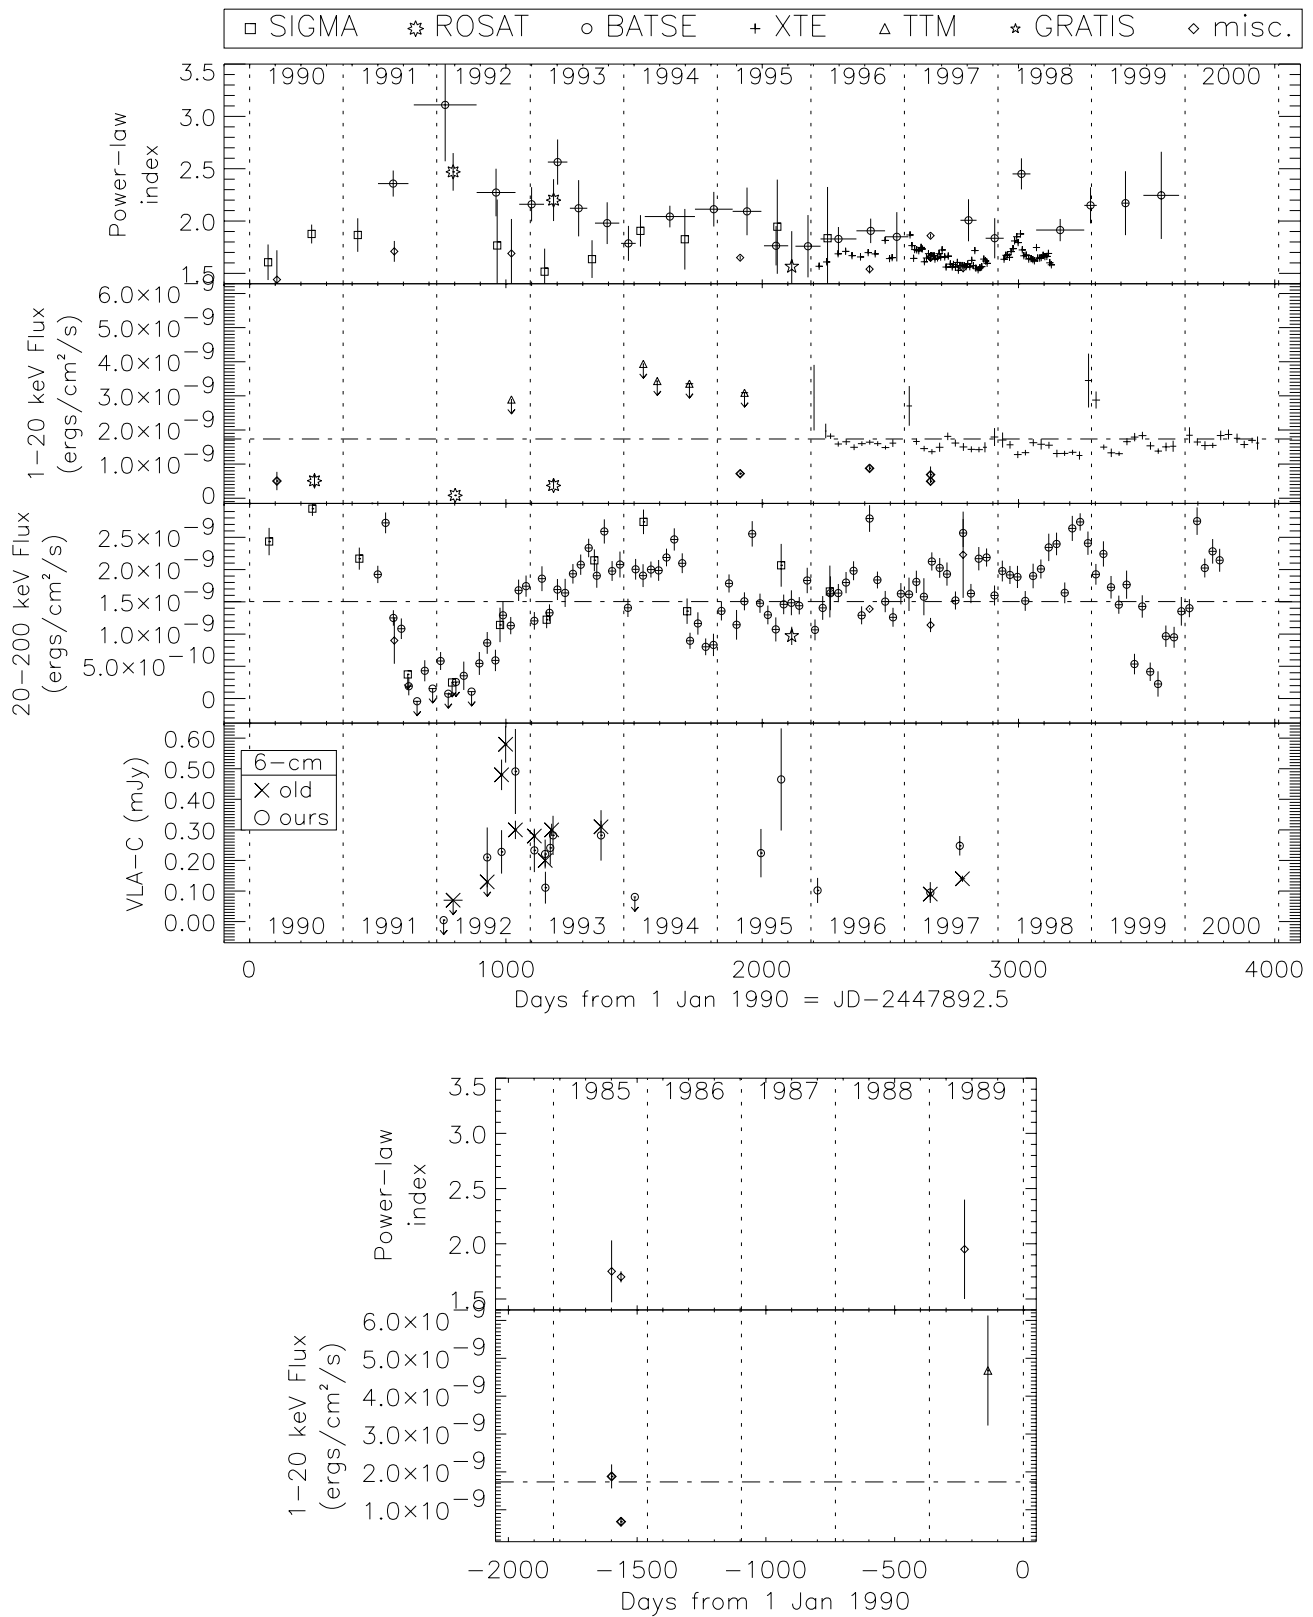 SIGMA ROSAT BATSE XTE TTM GRATIS misc.
1990 1991 1992 1993 1994 1995 1996 1997 1998 1999 2000
Power-law
index
3.5
3.0
2.5
2.0
1.5
1-20 keV Flux
(ergs/cm²/s)
6.0×10⁻⁹
5.0×10⁻⁹
4.0×10⁻⁹
3.0×10⁻⁹
2.0×10⁻⁹
1.0×10⁻⁹
0
20-200 keV Flux
(ergs/cm²/s)
2.5×10⁻⁹
2.0×10⁻⁹
1.5×10⁻⁹
1.0×10⁻⁹
5.0×10⁻¹⁰
0
VLA-C (mJy)
0.60
0.50
0.40
0.30
0.20
0.10
0.00
6-cm
old
ours
1990 1991 1992 1993 1994 1995 1996 1997 1998 1999 2000
0 1000 2000 3000 4000
Days from 1 Jan 1990 = JD-2447892.5
1985 1986 1987 1988 1989
Power-law
index
3.5
3.0
2.5
2.0
1.5
1-20 keV Flux
(ergs/cm²/s)
6.0×10⁻⁹
5.0×10⁻⁹
4.0×10⁻⁹
3.0×10⁻⁹
2.0×10⁻⁹
1.0×10⁻⁹
-2000 -1500 -1000 -500 0
Days from 1 Jan 1990